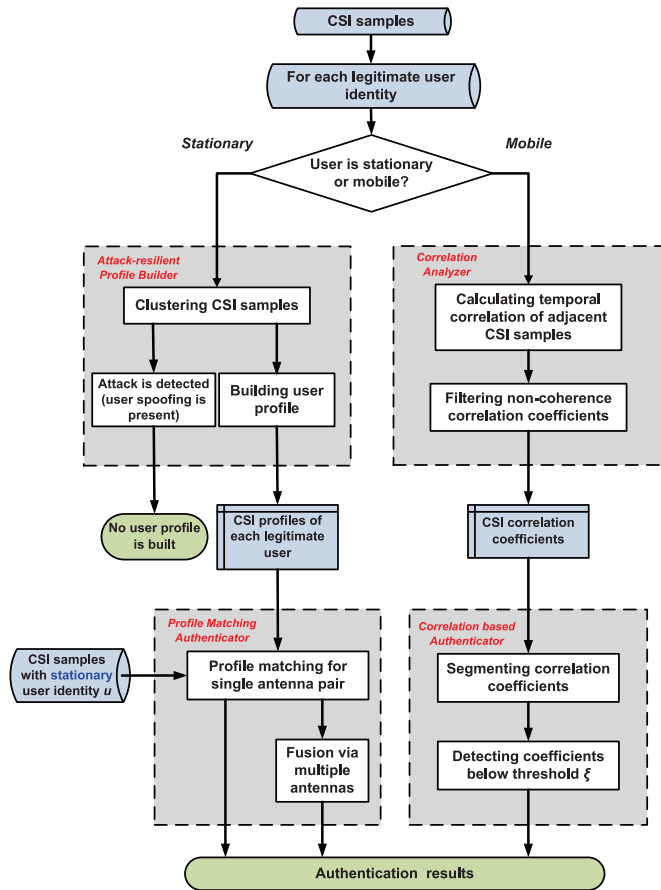 CSI samples
For each legitimate user
identity
Stationary
Mobile
User is stationary
or mobile?
Attack-resilient
Profile Builder
Clustering CSI samples
Attack is detected
(user spoofing is
present)
Building user
profile
No user profile
is built
CSI profiles of
each legitimate
user
Correlation
Analyzer
Calculating temporal
correlation of adjacent
CSI samples
Filtering non-coherence
correlation coefficients
CSI correlation
coefficients
Profile Matching
Authenticator
CSI samples
with stationary
user identity u
Profile matching for
single antenna pair
Fusion via
multiple
antennas
Correlation based
Authenticator
Segmenting correlation
coefficients
Detecting coefficients
below threshold ξ
Authentication results